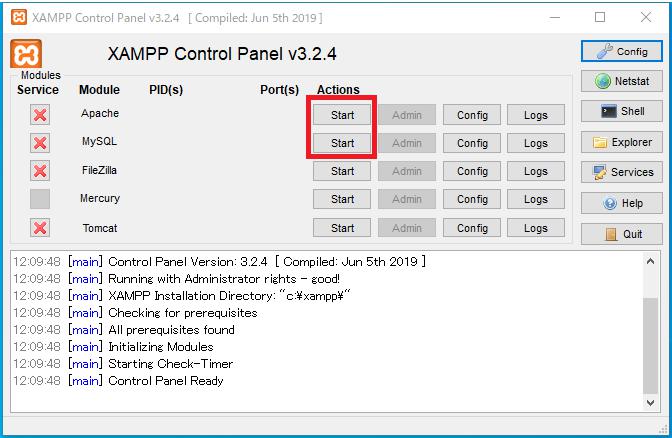 XAMPP Control Panel v3.2.4 [ Compiled: Jun 5th 2019 ]
XAMPP Control Panel v3.2.4
Config
Modules
Service Module PID(s) Port(s) Actions
Netstat
Apache Start Admin Config Logs
Shell
MySQL Start Admin Config Logs
Explorer
FileZilla Start Admin Config Logs
Services
Mercury Start Admin Config Logs
Help
Tomcat Start Admin Config Logs
Quit
12:09:48 [main] Control Panel Version: 3.2.4 [ Compiled: Jun 5th 2019 ]
12:09:48 [main] Running with Administrator rights - good!
12:09:48 [main] XAMPP Installation Directory: "c:¥xampp¥"
12:09:48 [main] Checking for prerequisites
12:09:48 [main] All prerequisites found
12:09:48 [main] Initializing Modules
12:09:48 [main] Starting Check-Timer
12:09:48 [main] Control Panel Ready